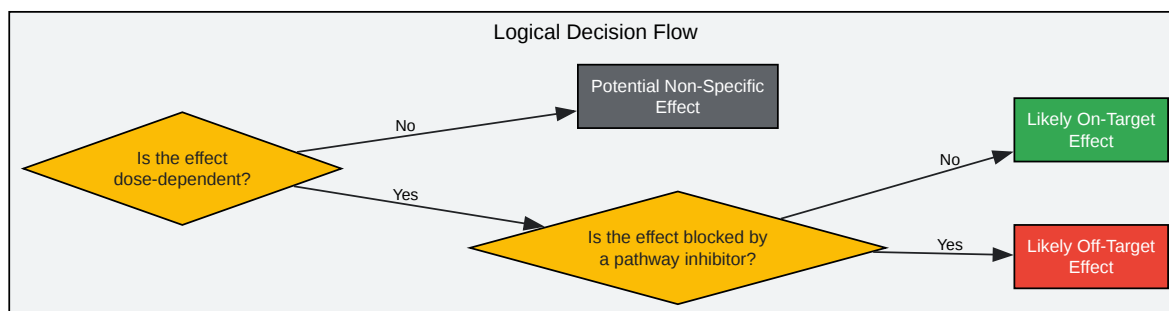 Logical Decision Flow
Potential Non-Specific
Effect
No
Likely On-Target
Effect
Is the effect
dose-dependent?
No
Yes
Is the effect blocked by
a pathway inhibitor?
Yes
Likely Off-Target
Effect